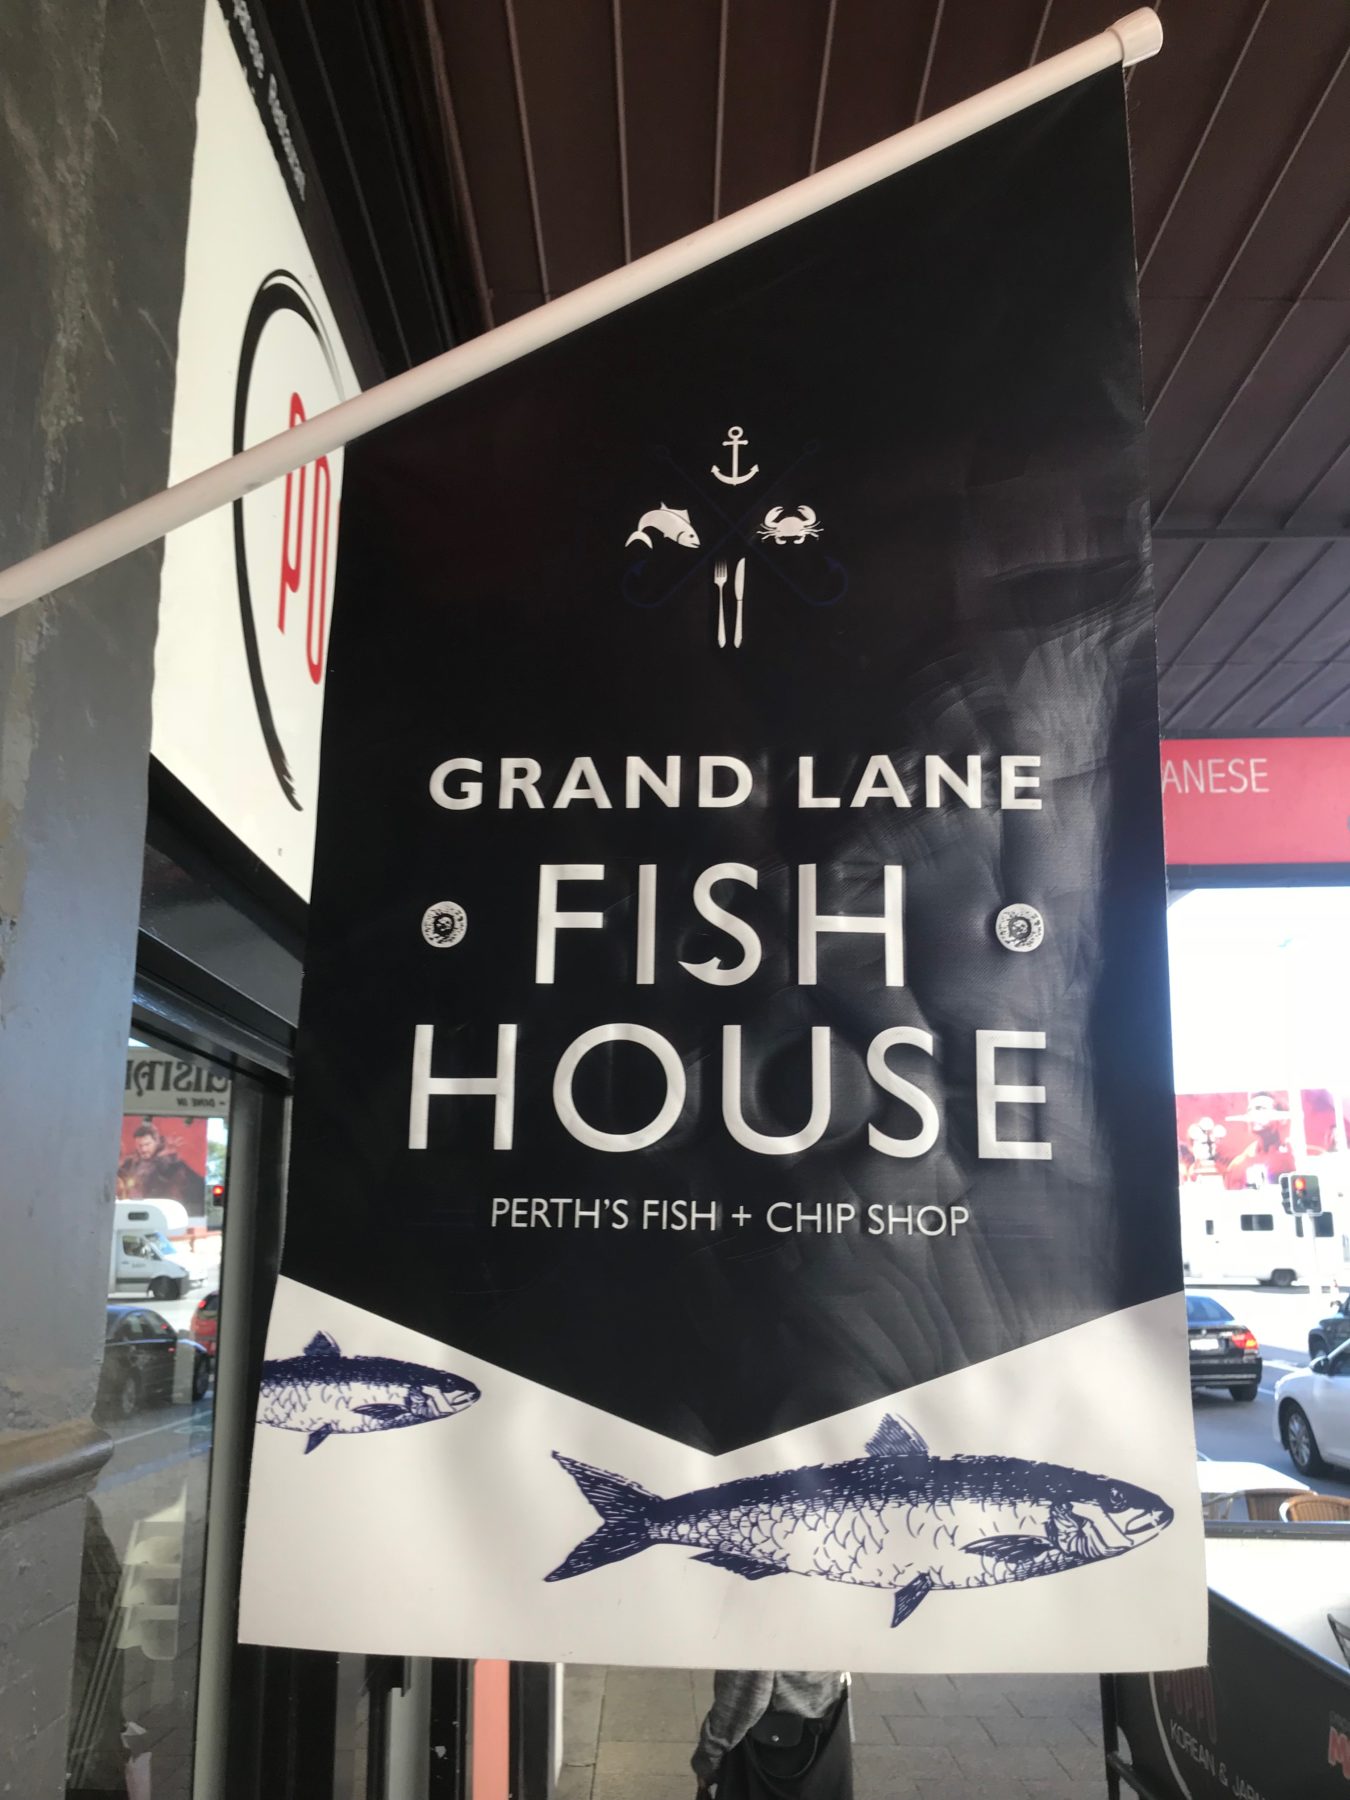 GRAND LANE
FISH
HOUSE
PERTH'S FISH + CHIP SHOP
ANESE
KOREAN &